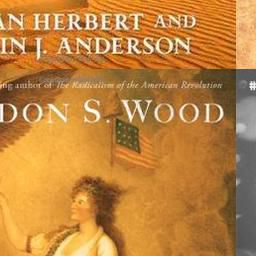 AN HERBERT AND
IN J. ANDERSON
ing author of The Radicalism of the American Revolution
DON S. WOOD
#